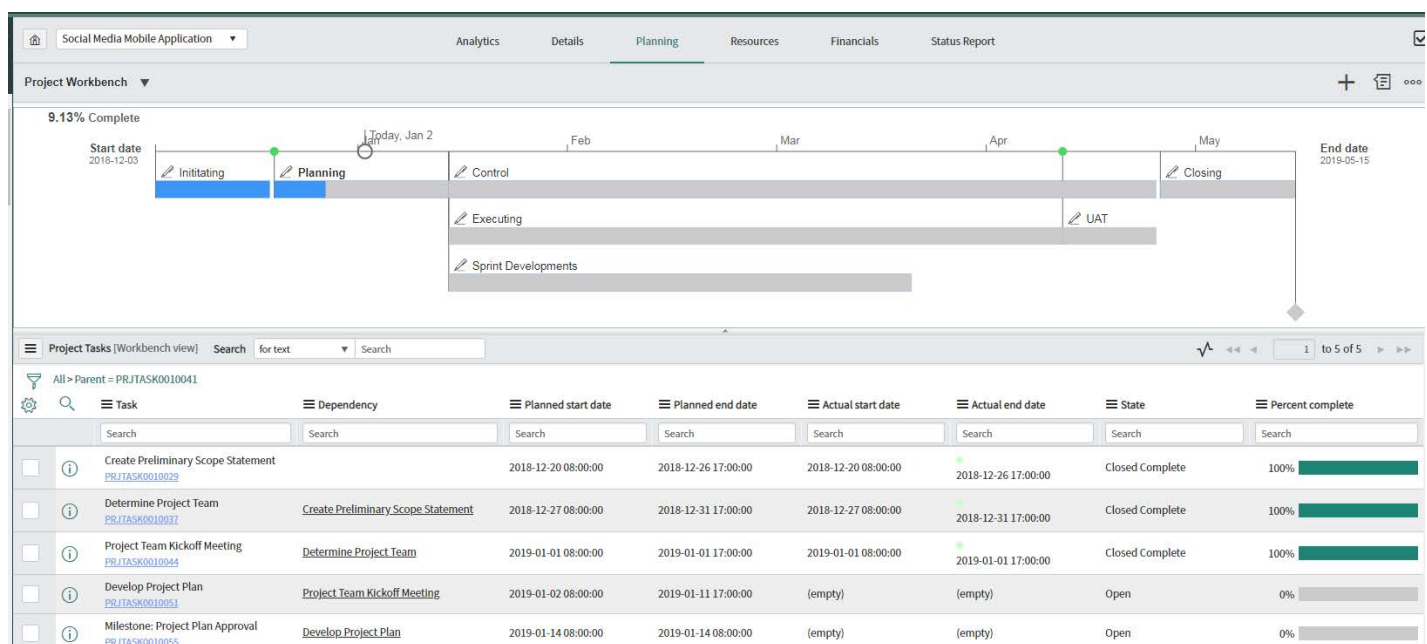 Social Media Mobile Application
Analytics Details Planning Resources Financials Status Report
Project Workbench
9.13% Complete
Start date
2018-12-03
Jan
Today, Jan 2
Feb
Mar
Apr
May
End date
2019-05-15
Inititating
Planning
Control
Closing
Executing
UAT
Sprint Developments
Project Tasks [Workbench view] Search for text Search 1 to 5 of 5
All > Parent = PRJTASK0010041
Task Dependency Planned start date Planned end date Actual start date Actual end date State Percent complete
Search Search Search Search Search Search Search Search
Create Preliminary Scope Statement
PRJTASK0010029
2018-12-20 08:00:00 2018-12-26 17:00:00 2018-12-20 08:00:00 2018-12-26 17:00:00 Closed Complete 100%
Determine Project Team
PRJTASK0010037
Create Preliminary Scope Statement 2018-12-27 08:00:00 2018-12-31 17:00:00 2018-12-27 08:00:00 2018-12-31 17:00:00 Closed Complete 100%
Project Team Kickoff Meeting
PRJTASK0010044
Determine Project Team 2019-01-01 08:00:00 2019-01-01 17:00:00 2019-01-01 08:00:00 2019-01-01 17:00:00 Closed Complete 100%
Develop Project Plan
PRJTASK0010051
Project Team Kickoff Meeting 2019-01-02 08:00:00 2019-01-11 17:00:00 (empty) (empty) Open 0%
Milestone: Project Plan Approval
PRJTASK0010055
Develop Project Plan 2019-01-14 08:00:00 2019-01-14 08:00:00 (empty) (empty) Open 0%